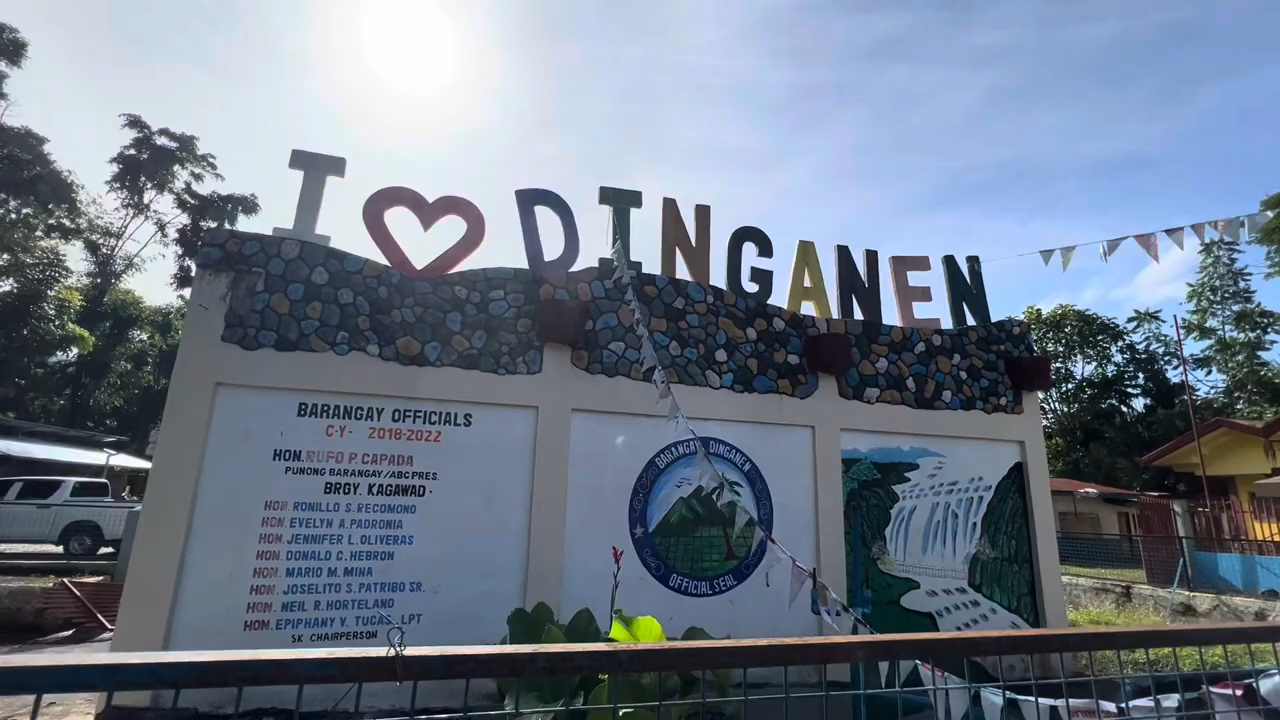 I ❤ DINGANEN
BARANGAY OFFICIALS
C.Y- 2018-2022
HON. RUFO P. CAPADA
PUNONG BARANGAY/ABC PRES.
BRGY. KAGAWAD.
HON. RONILLO S. RECOMONO
HON. EVELYN A. PADRONIA
HON. JENNIFER L. OLIVERAS
HON. DONALD C. HEBRON
HON. MARIO M. MINA
HON. JOSELITO S. PATRIBO SR.
HON. NEIL R. HORTELANO
HON. EPIPHANY V. TUCAS, LPT
SK CHAIRPERSON
BARANGAY DINGANEN
OFFICIAL SEAL